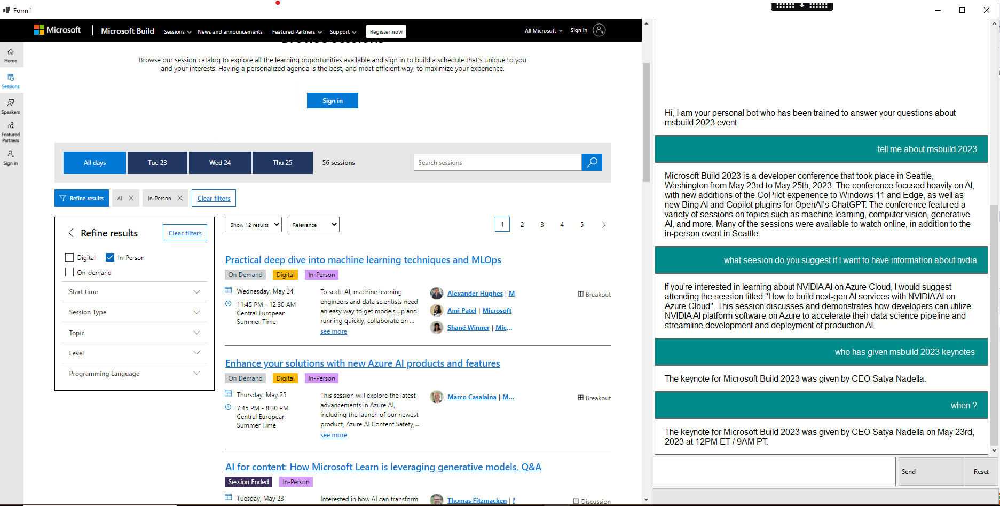 Form1
Microsoft
Microsoft Build
Sessions
News and announcements
Featured Partners
Support
Register now
All Microsoft
Sign in
Home
Sessions
Speakers
Featured
Partners
Sign in
Browse our session catalog to explore all the learning opportunities available and sign in to build a schedule that's unique to you
and your interests. Having a personalized agenda is the best, and most efficient way, to maximize your experience.
Sign in
All days
Tue 23
Wed 24
Thu 25
56 sessions
Search sessions
Refine results
AI
In-Person
Clear filters
Refine results
Clear filters
Digital
In-Person
On-demand
Start time
Session Type
Topic
Level
Programming Language
Show 12 results
Relevance
1 2 3 4 5
Practical deep dive into machine learning techniques and MLOps
On Demand
Digital
In-Person
Wednesday, May 24
11:45 PM - 12:30 AM
Central European
Summer Time
To scale AI, machine learning
engineers and data scientists need
an easy way to get models up and
running quickly, collaborate on ...
see more
Alexander Hughes | M
Ami Patel | Microsoft
Shané Winner | Mic...
Breakout
Enhance your solutions with new Azure AI products and features
On Demand
Digital
In-Person
Thursday, May 25
7:45 PM - 8:30 PM
Central European
Summer Time
This session will explore the latest
advancements in Azure AI,
including the launch of our newest
product, Azure AI Content Safety,...
see more
Marco Casalaina | M...
Breakout
AI for content: How Microsoft Learn is leveraging generative models, Q&A
Session Ended
In-Person
Tuesday, May 23
Interested in how AI can transform
Thomas Fitzmacken |
Discussion
Hi, I am your personal bot who has been trained to answer your questions about
msbuild 2023 event
tell me about msbuild 2023
Microsoft Build 2023 is a developer conference that took place in Seattle,
Washington from May 23rd to May 25th, 2023. The conference focused heavily on AI,
with new additions of the CoPilot experience to Windows 11 and Edge, as well as
new Bing AI and Copilot plugins for OpenAI's ChatGPT. The conference featured a
variety of sessions on topics such as machine learning, computer vision, generative
AI, and more. Many of the sessions were available to watch online, in addition to the
in-person event in Seattle.
what seesion do you suggest if I want to have information about nvdia
If you're interested in learning about NVIDIA AI on Azure Cloud, I would suggest
attending the session titled "How to build next-gen AI services with NVIDIA AI on
Azure Cloud". This session discusses and demonstrates how developers can utilize
NVIDIA AI platform software on Azure to accelerate their data science pipeline and
streamline development and deployment of production AI.
who has given msbuild 2023 keynotes
The keynote for Microsoft Build 2023 was given by CEO Satya Nadella.
when ?
The keynote for Microsoft Build 2023 was given by CEO Satya Nadella on May 23rd,
2023 at 12PM ET / 9AM PT.
Send
Reset